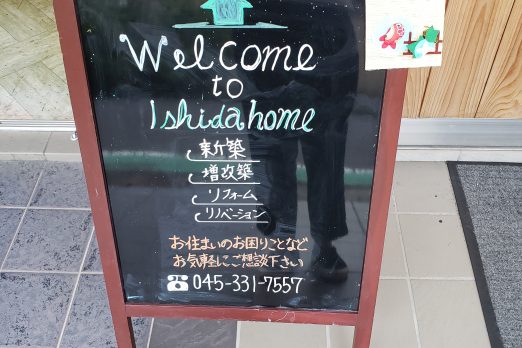 Welcome
to
Ishidahome
新築
増改築
リフォーム
リノベーション
お住まいのお困りごとなど
お気軽にご相談下さい
☎045-331-7557